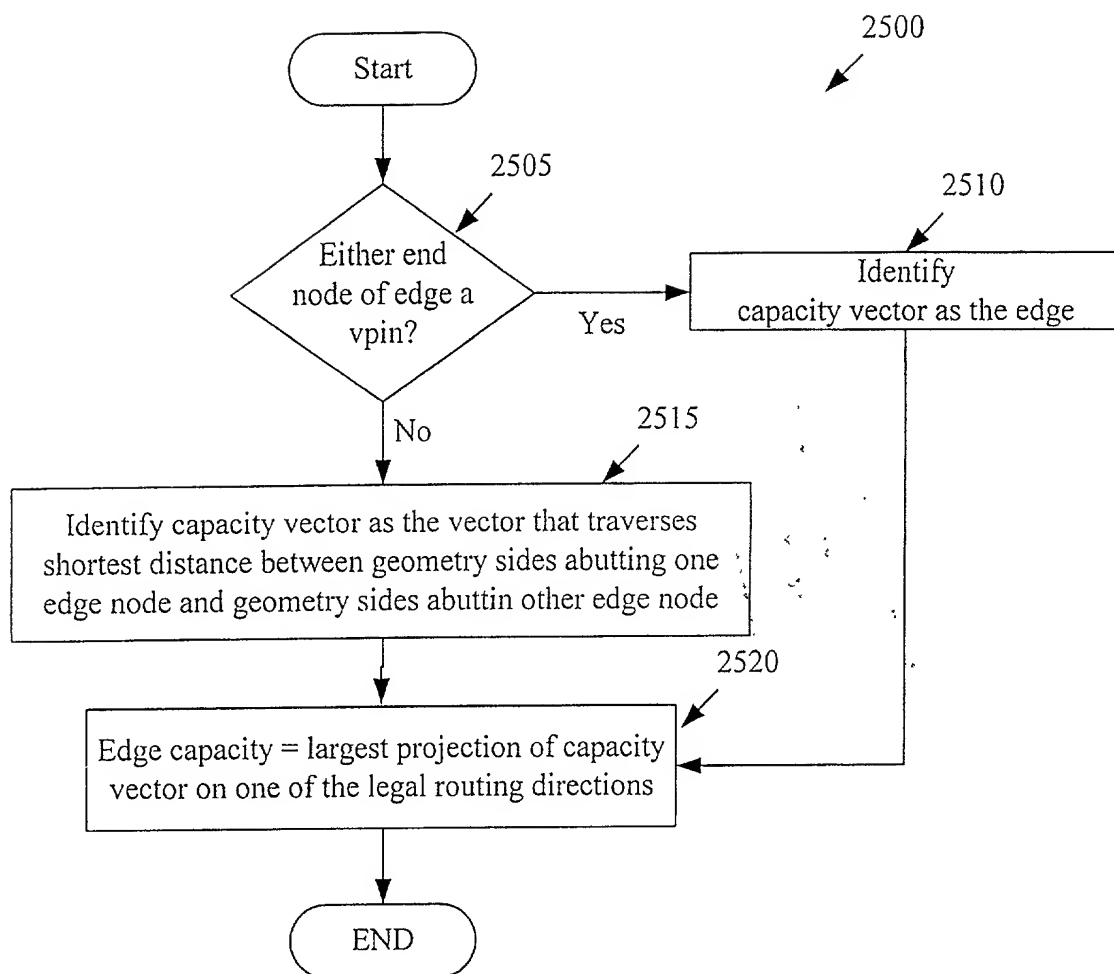 2500
Start
2505
Either end
node of edge a
vpin?
Yes
2510
Identify
capacity vector as the edge
No
2515
Identify capacity vector as the vector that traverses
shortest distance between geometry sides abutting one
edge node and geometry sides abuttin other edge node
2520
Edge capacity = largest projection of capacity
vector on one of the legal routing directions
END